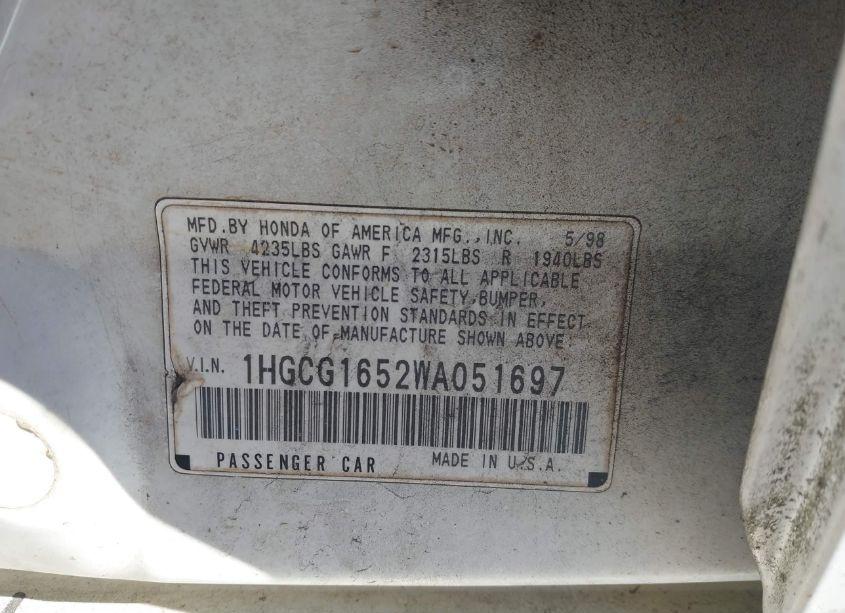 MFD.BY HONDA OF AMERICA MFG.,INC. 5/98
GVWR 4235LBS GAWR F 2315LBS R 1940LBS
THIS VEHICLE CONFORMS TO ALL APPLICABLE
FEDERAL MOTOR VEHICLE SAFETY,BUMPER,
AND THEFT PREVENTION STANDARDS IN EFFECT
ON THE DATE OF MANUFACTURE SHOWN ABOVE.
V.I.N. 1HGCG1652WA051697
PASSENGER CAR MADE IN U.S.A.